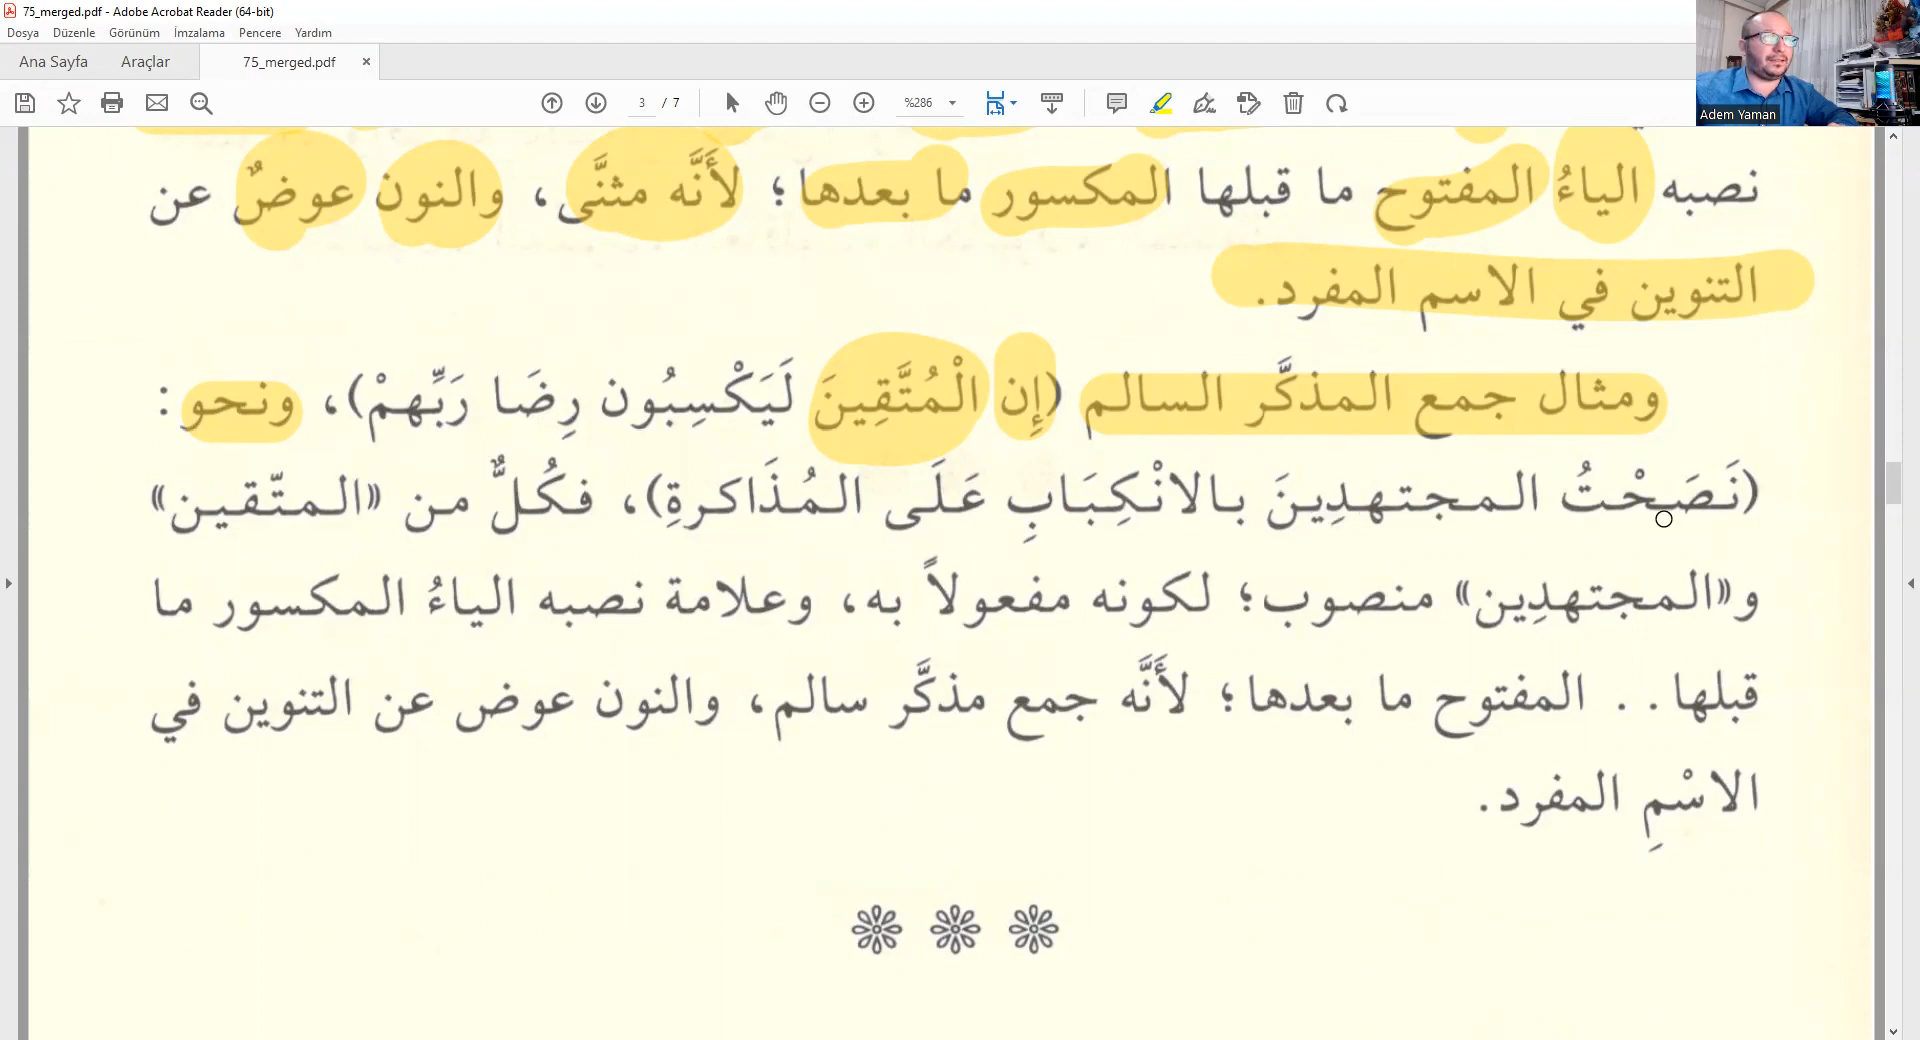 75_merged.pdf - Adobe Acrobat Reader (64-bit)
Dosya Düzenle Görünüm İmzalama Pencere Yardım
Ana Sayfa Araçlar 75_merged.pdf ×
3 / 7 %286
Adem Yaman
نصبه الياءُ المفتوح ما قبلها المكسور ما بعدها؛ لأَنَّه مثنَّى، والنون عوضٌ عن
التنوين في الاسم المفرد.
ومثال جمع المذكَّر السالم (إِن الْمُتَّقِينَ لَيَكْسِبُون رِضَا رَبِّهمْ)، ونحو :
(نَصَحْتُ المجتهدِينَ بالانْكِبَابِ عَلَى المُذَاكرةِ)، فكُلٌّ من «المتّقين»
و«المجتهدِين» منصوب؛ لكونه مفعولاً به، وعلامة نصبه الياءُ المكسور ما
قبلها . . المفتوح ما بعدها؛ لأَنَّه جمع مذكَّر سالم، والنون عوض عن التنوين في
الاسْمِ المفرد.